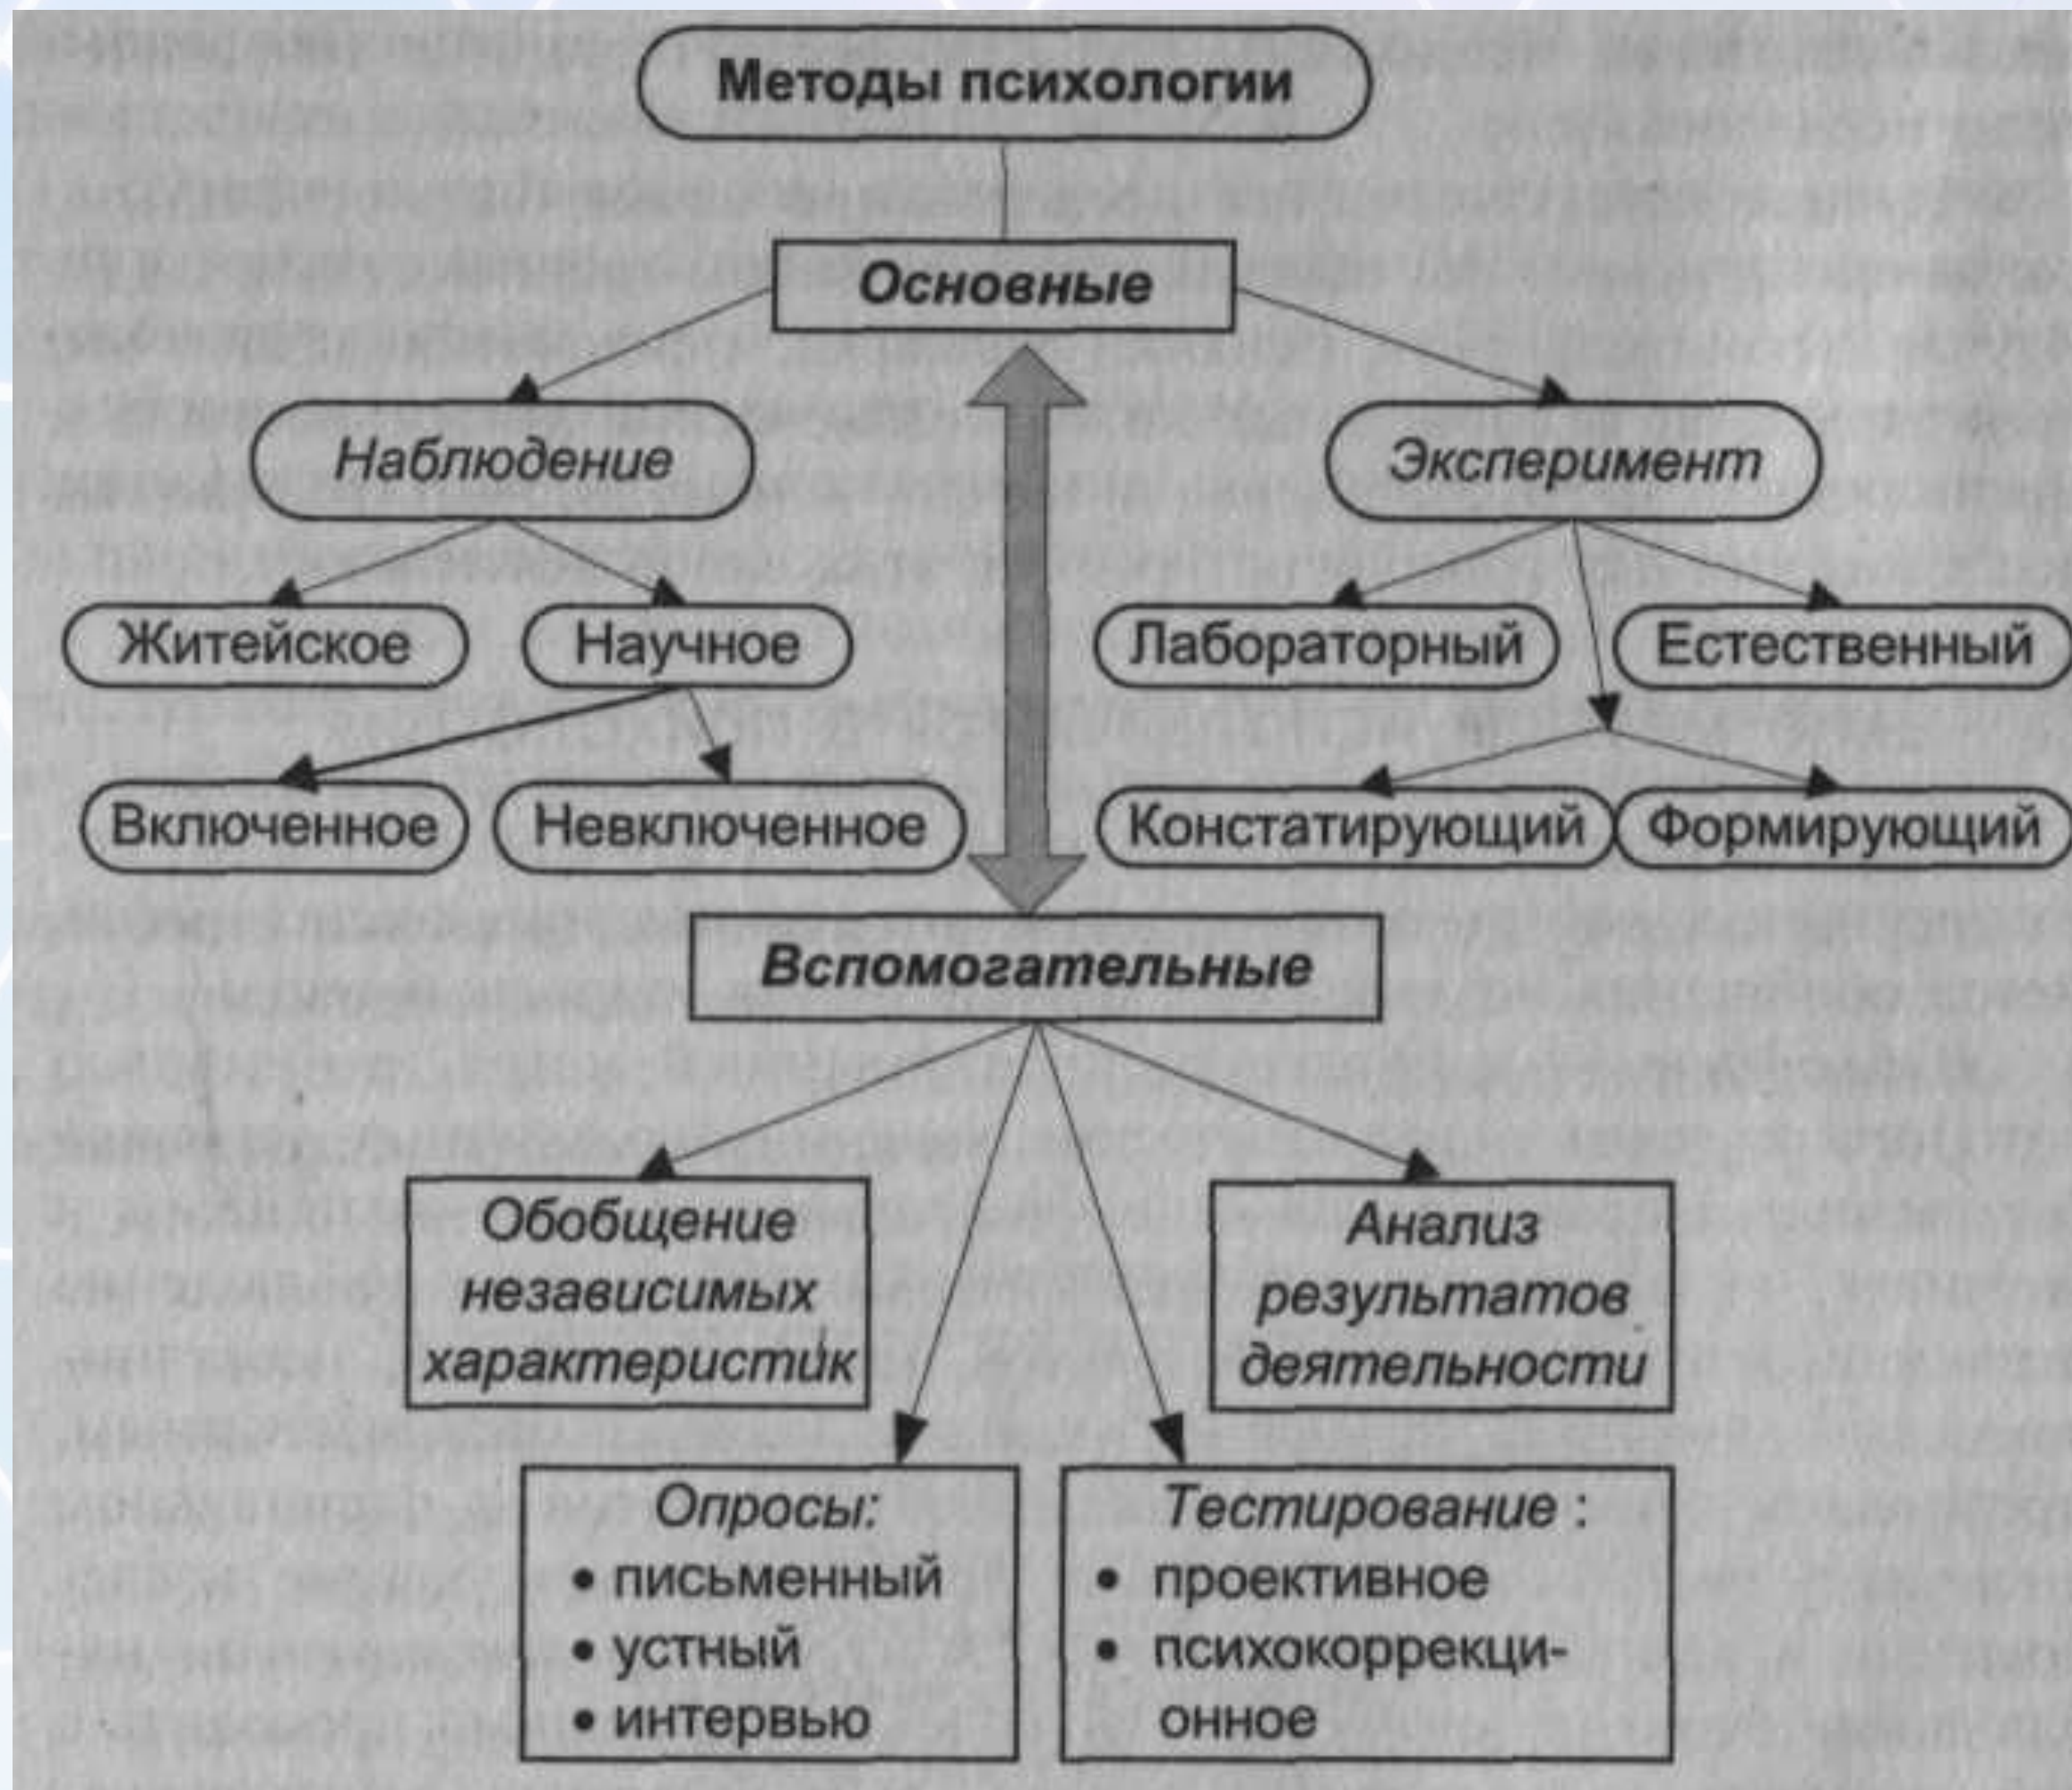 Методы психологии
Основные
Наблюдение
Эксперимент
Житейское
Научное
Лабораторный
Естественный
Включенное
Невключенное
Констатирующий
Формирующий
Вспомогательные
Обобщение
независимых
характеристик
Анализ
результатов
деятельности
Опросы:
• письменный
• устный
• интервью
Тестирование :
• проективное
• психокоррекци-
онное